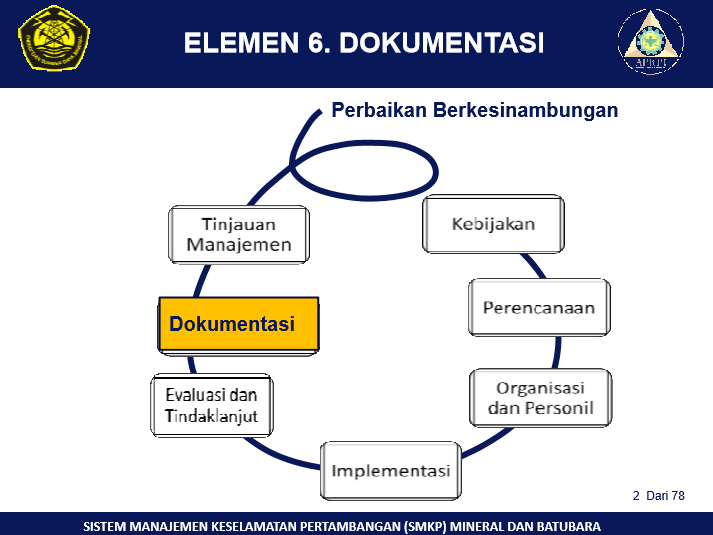 ELEMEN 6. DOKUMENTASI
Perbaikan Berkesinambungan
Tinjauan
Manajemen
Kebijakan
Dokumentasi
Perencanaan
Evaluasi dan
Tindaklanjut
Organisasi
dan Personil
Implementasi
2 Dari 78
SISTEM MANAJEMEN KESELAMATAN PERTAMBANGAN (SMKP) MINERAL DAN BATUBARA